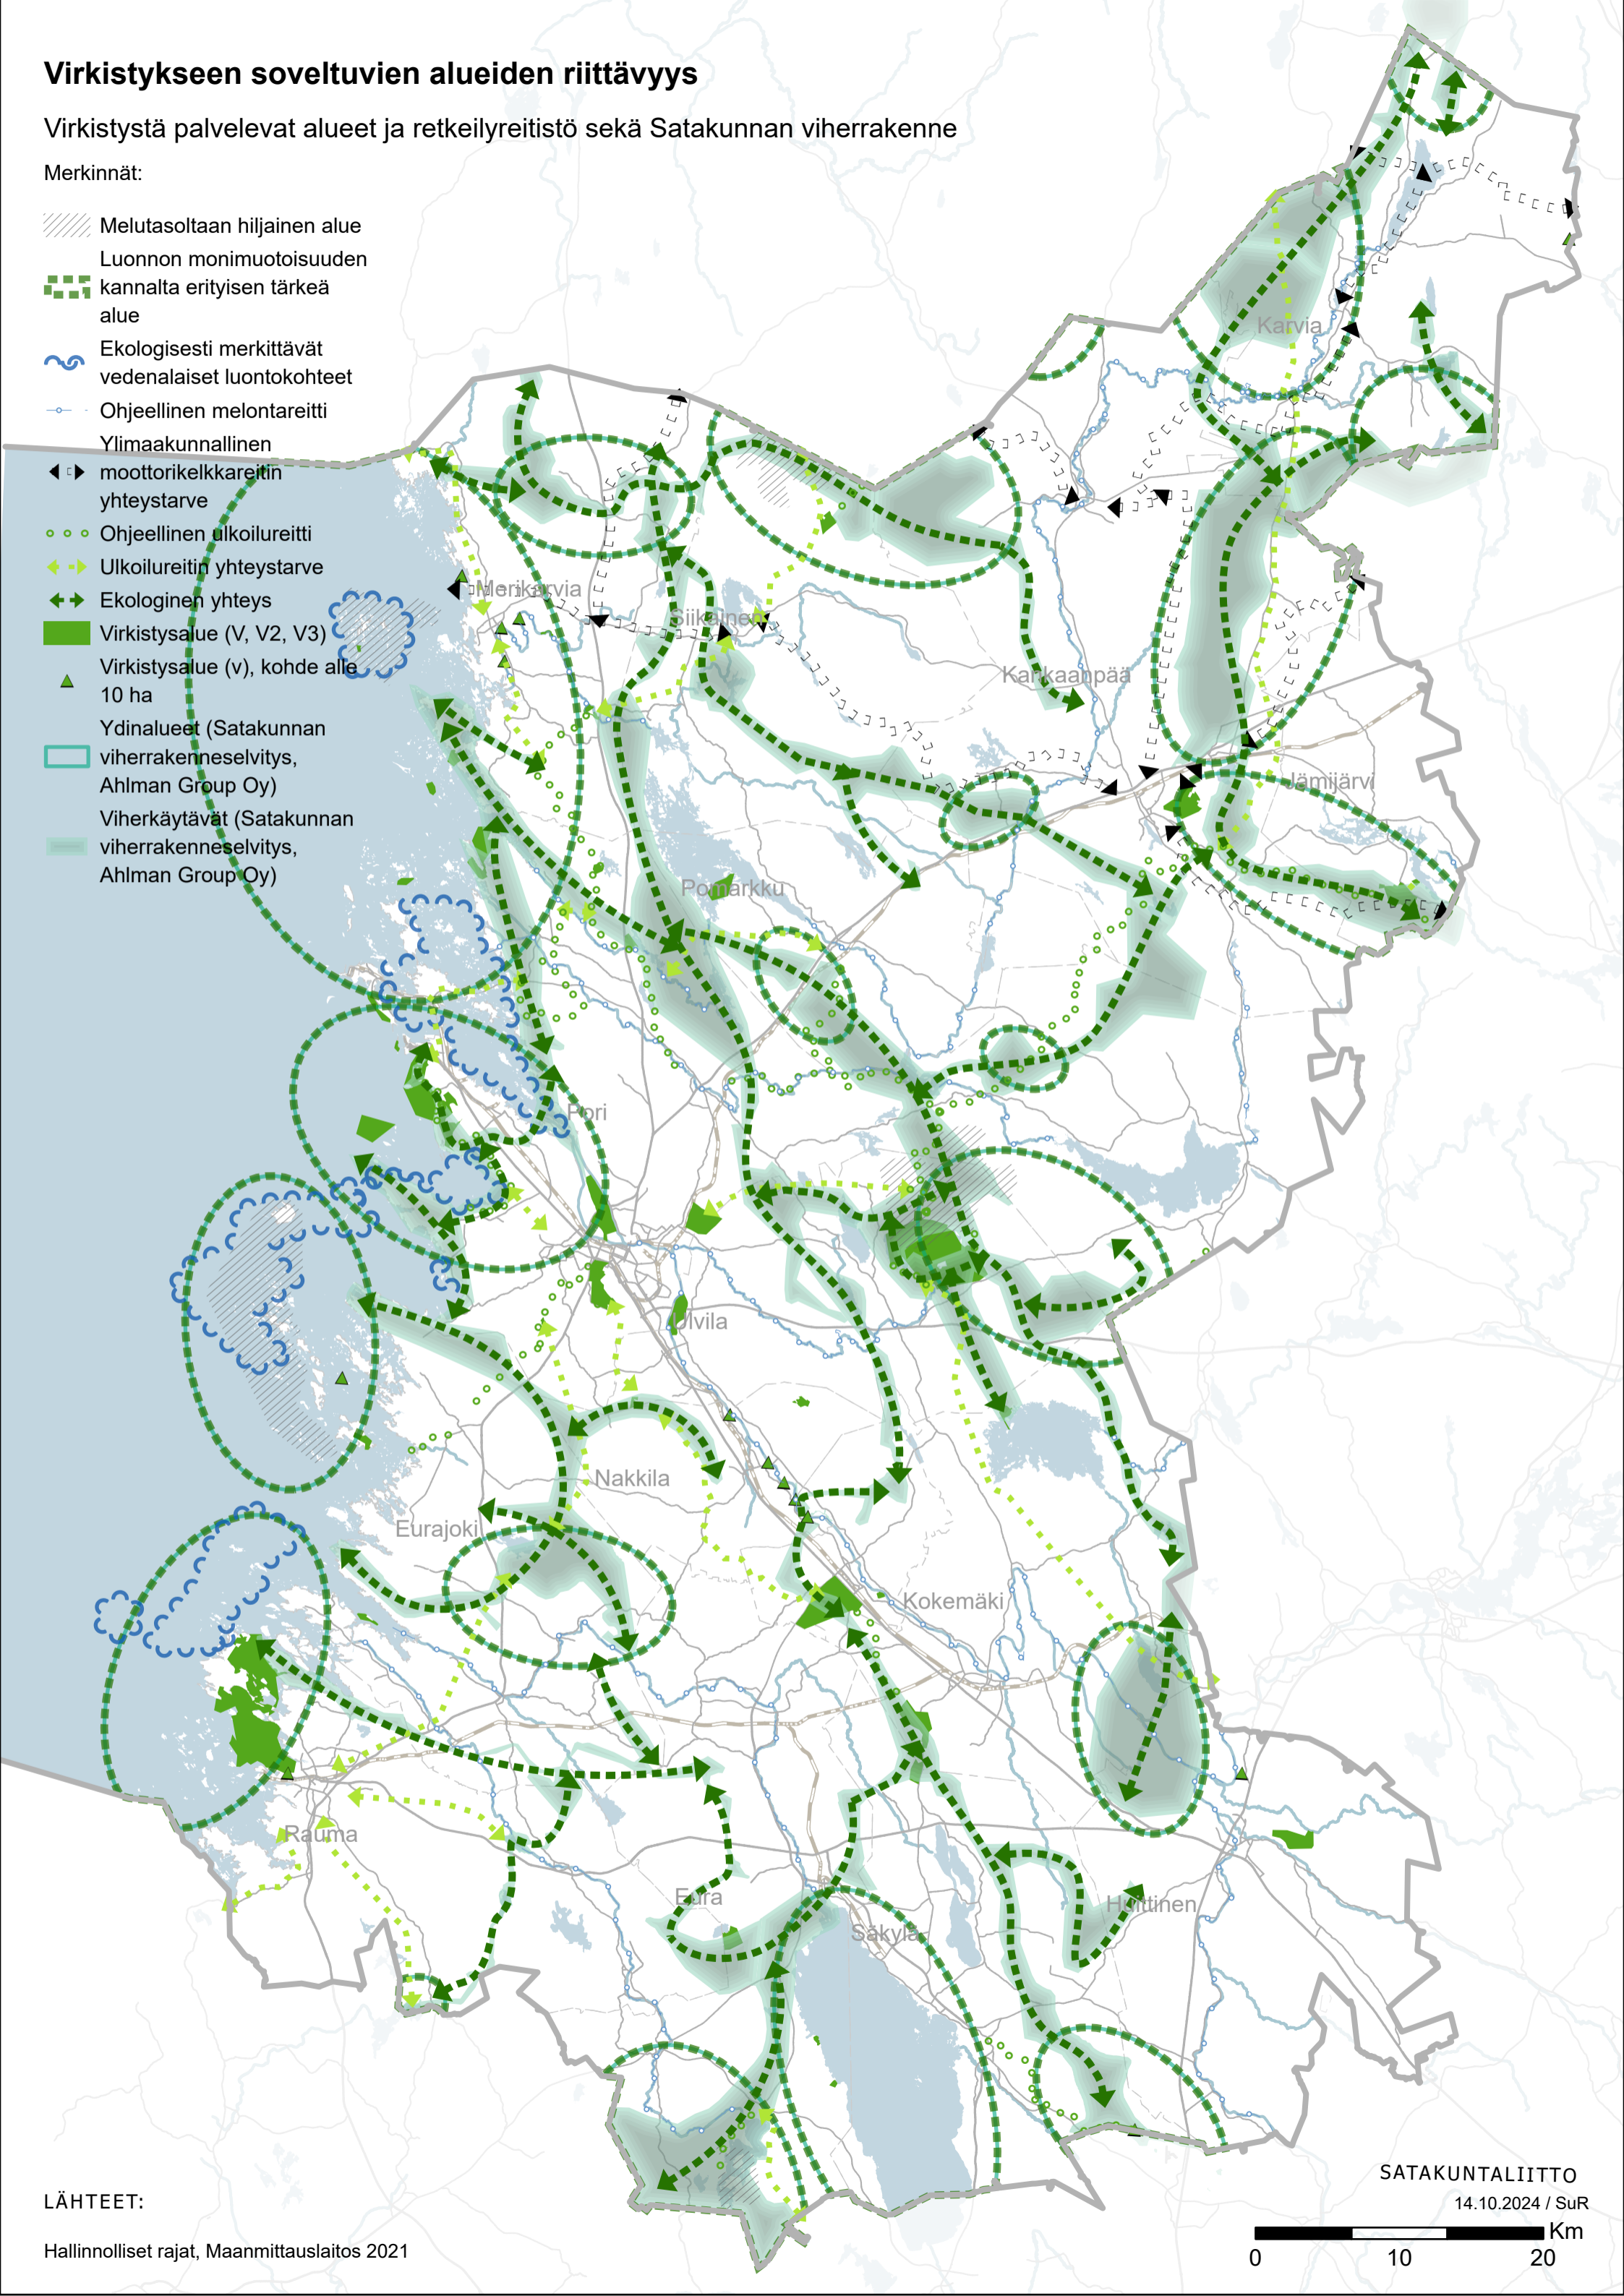 Virkistykseen soveltuvien alueiden riittävyys
Virkistystä palvelevat alueet ja retkeilyreitistö sekä Satakunnan viherrakenne
Merkinnät:
Melutasoltaan hiljainen alue
Luonnon monimuotoisuuden
kannalta erityisen tärkeä
alue
Ekologisesti merkittävät
vedenalaiset luontokohteet
Ohjeellinen melontareitti
Ylimaakunnallinen
moottorikelkkareitin
yhteystarve
Ohjeellinen ulkoilureitti
Ulkoilureitin yhteystarve
Ekologinen yhteys
Virkistysalue (V, V2, V3)
Virkistysalue (v), kohde alle
10 ha
Ydinalueet (Satakunnan
viherrakenneselvitys,
Ahlman Group Oy)
Viherkäytävät (Satakunnan
viherrakenneselvitys,
Ahlman Group Oy)
Karvia
Merikarvia
Siikainen
Kankaanpää
Jämijärvi
Pomarkku
Pori
Ulvila
Nakkila
Eurajoki
Kokemäki
Rauma
Eura
Huittinen
Säkylä
LÄHTEET:
Hallinnolliset rajat, Maanmittauslaitos 2021
SATAKUNTALIITTO
14.10.2024 / SuR
Km
0 10 20